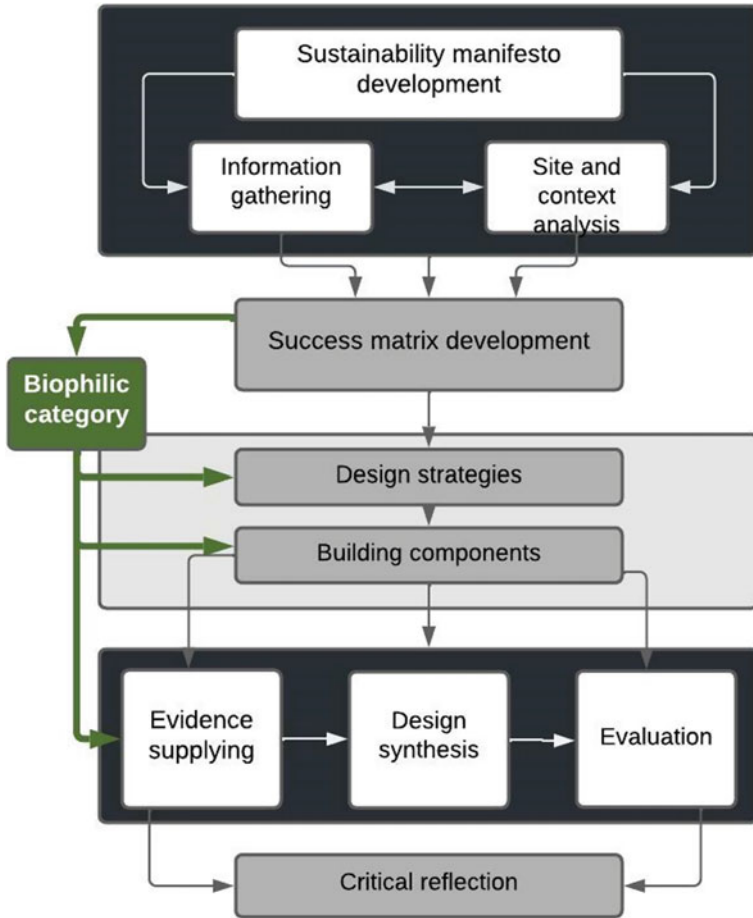 Sustainability manifesto
development
Information
gathering
Site and
context
analysis
Success matrix development
Biophilic
category
Design strategies
Building components
Evidence
supplying
Design
synthesis
Evaluation
Critical reflection